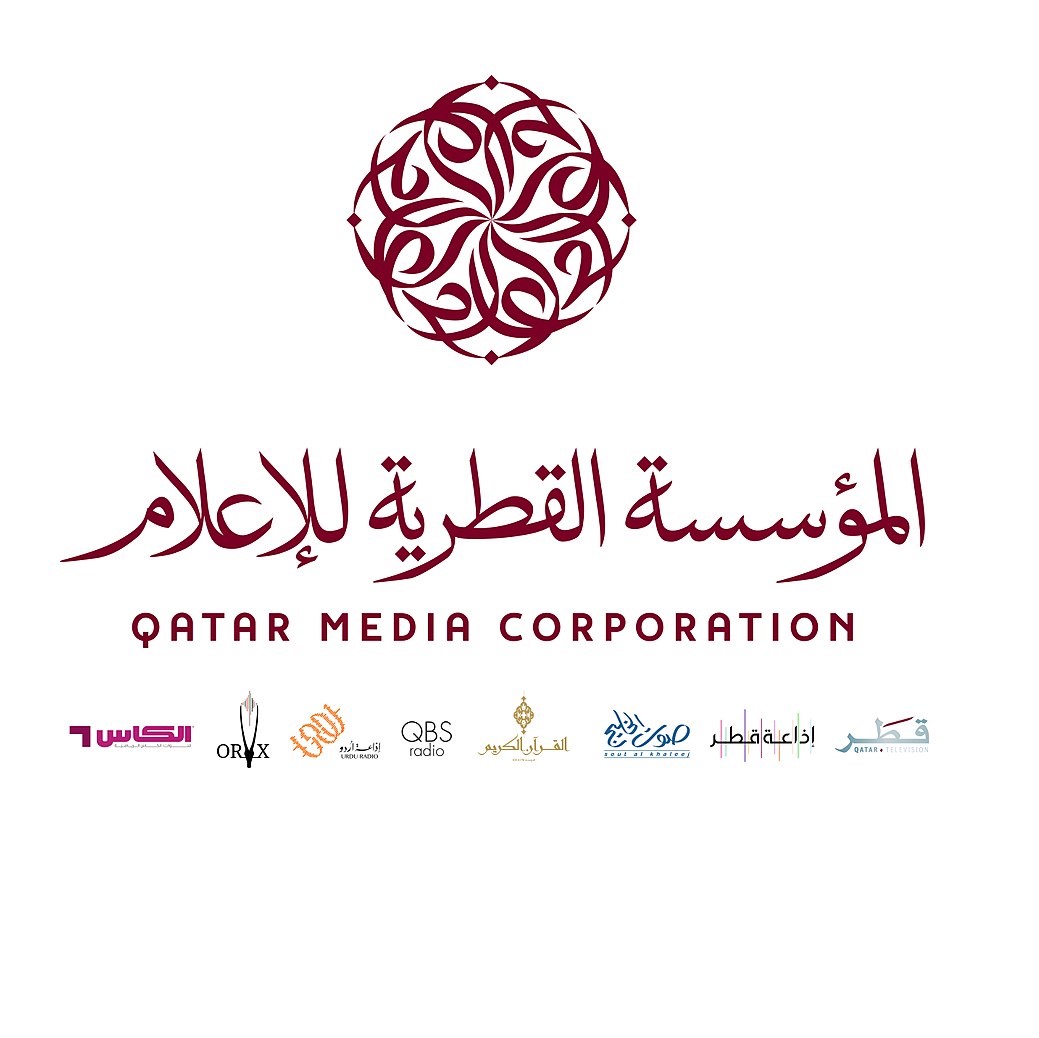 المؤسسة القطرية للإعلام
QATAR MEDIA CORPORATION
قطر
QATAR TELEVISION
إذاعة قطر
صوت الخليج
soul al khaleej
القرآن الكريم
QBS
radio
إذاعة أردو
URDU RADIO
ORYX
الكاس